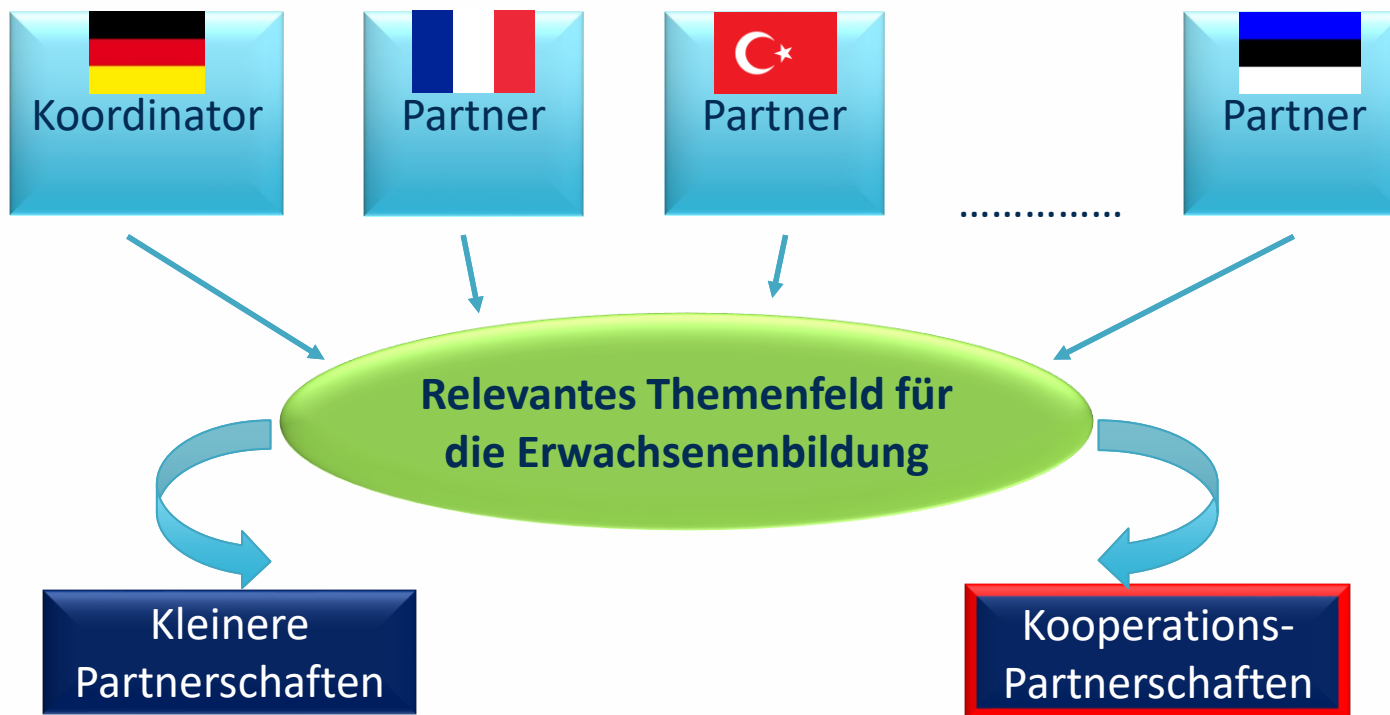 Koordinator
Partner
Partner
……………
Partner
Relevantes Themenfeld für
die Erwachsenenbildung
Kleinere
Partnerschaften
Kooperations-
Partnerschaften